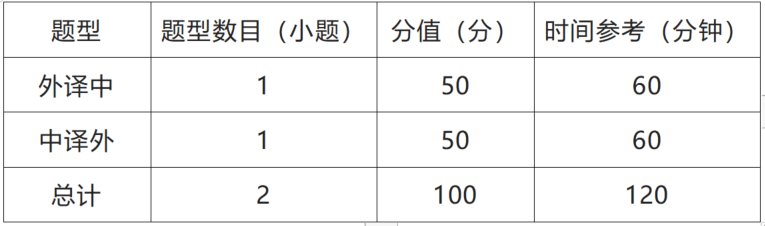 题型 题型数目（小题） 分值（分） 时间参考（分钟）
外译中 1 50 60
中译外 1 50 60
总计 2 100 120